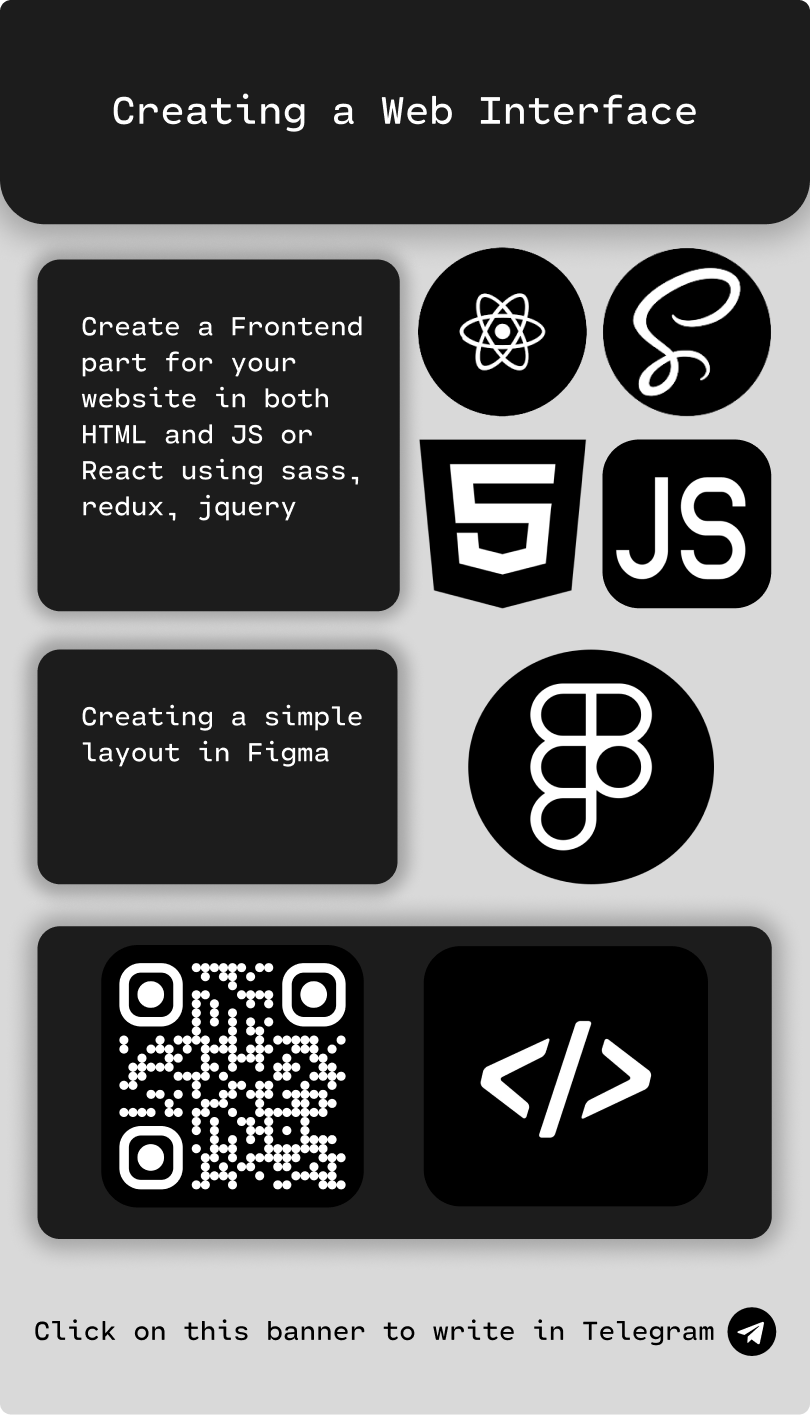 Creating a Web Interface
Create a Frontend
part for your
website in both
HTML and JS or
React using sass,
redux, jquery
JS
Creating a simple
layout in Figma
</>
Click on this banner to write in Telegram